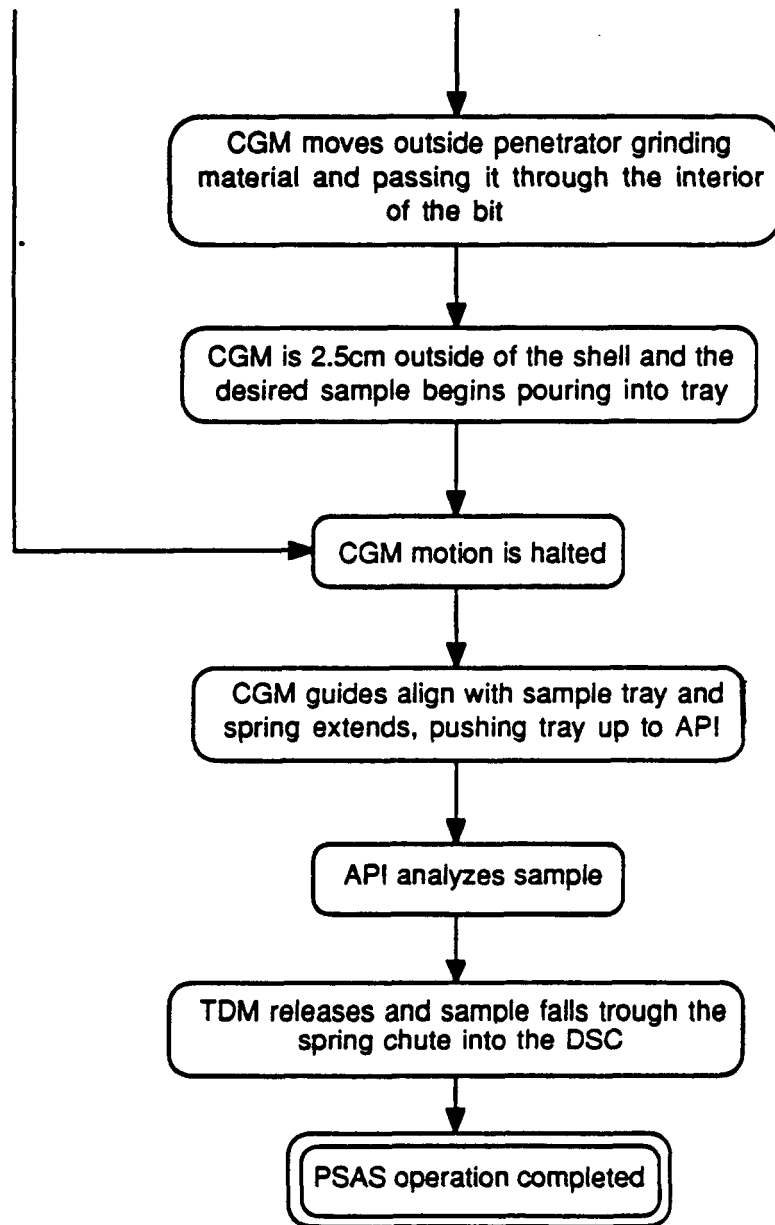 CGM moves outside penetrator grinding
material and passing it through the interior
of the bit
CGM is 2.5cm outside of the shell and the
desired sample begins pouring into tray
CGM motion is halted
CGM guides align with sample tray and
spring extends, pushing tray up to API
API analyzes sample
TDM releases and sample falls trough the
spring chute into the DSC
PSAS operation completed